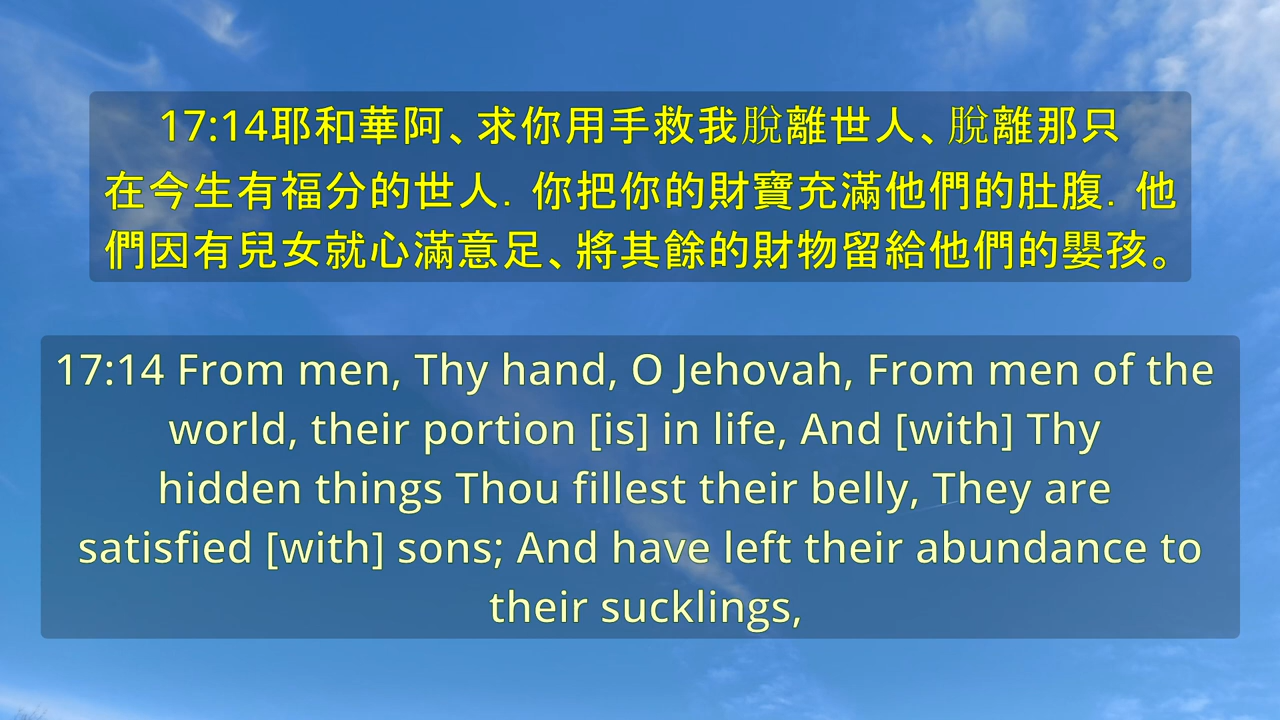 17:14耶和華阿、求你用手救我脫離世人、脫離那只
在今生有福分的世人．你把你的財寶充滿他們的肚腹．他
們因有兒女就心滿意足、將其餘的財物留給他們的嬰孩。
17:14 From men, Thy hand, O Jehovah, From men of the
world, their portion [is] in life, And [with] Thy
hidden things Thou fillest their belly, They are
satisfied [with] sons; And have left their abundance to
their sucklings,